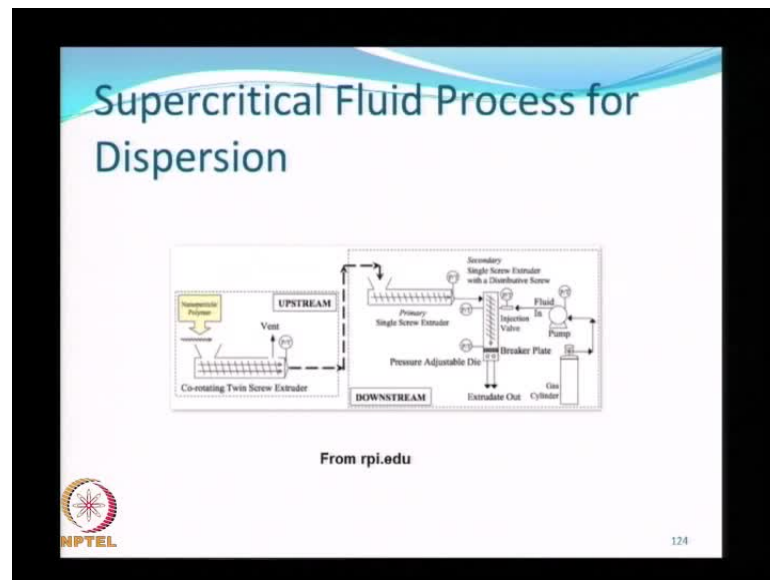 Supercritical Fluid Process for
Dispersion
Nanoparticle
Polymer
UPSTREAM
Vent
P/T
Co-rotating Twin Screw Extruder
Primary
Single Screw Extruder
P/T
P/T
Secondary
Single Screw Extruder
with a Distributive Screw
P/T
Fluid
In
P/T
Injection
Valve
Pump
P/T
Breaker Plate
Pressure Adjustable Die
DOWNSTREAM
Extrudate Out
Gas
Cylinder
From rpi.edu
NPTEL
124